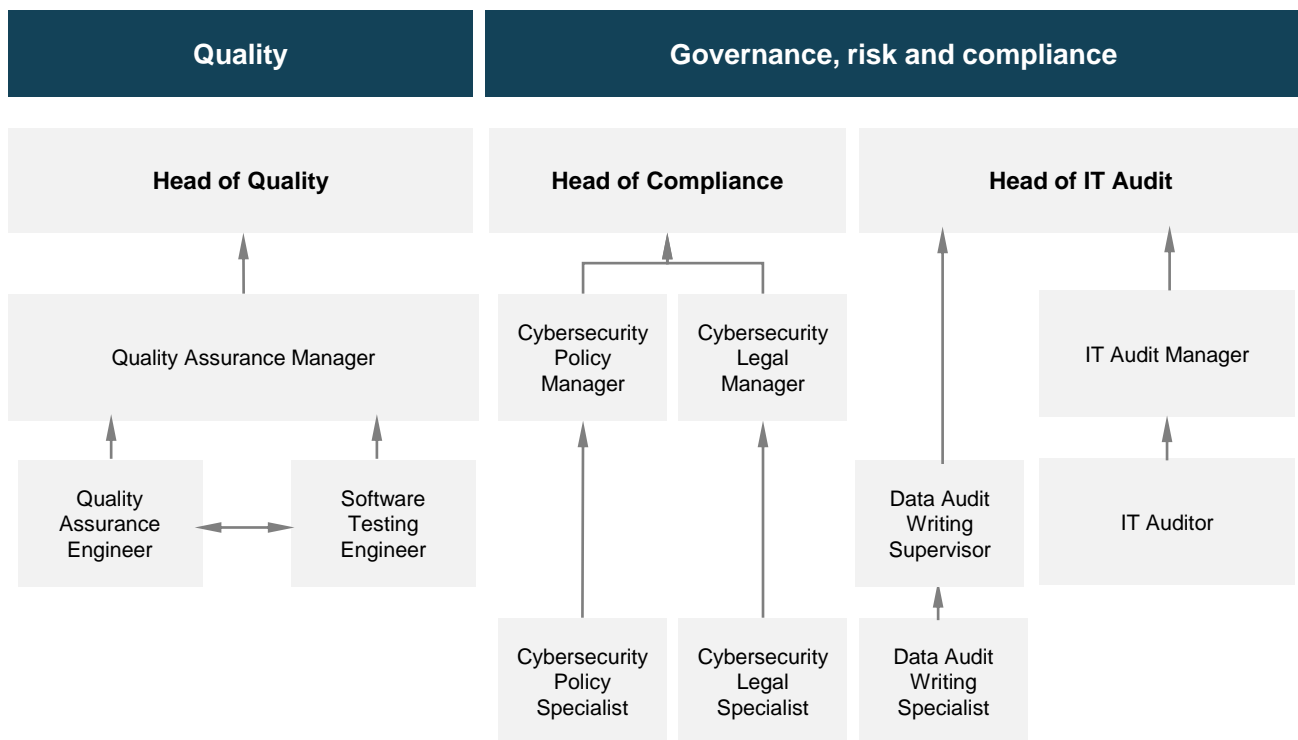 Quality
Governance, risk and compliance
Head of Quality
Head of Compliance
Head of IT Audit
Quality Assurance Manager
Cybersecurity
Policy
Manager
Cybersecurity
Legal
Manager
IT Audit Manager
Quality
Assurance
Engineer
Software
Testing
Engineer
Data Audit
Writing
Supervisor
IT Auditor
Cybersecurity
Policy
Specialist
Cybersecurity
Legal
Specialist
Data Audit
Writing
Specialist